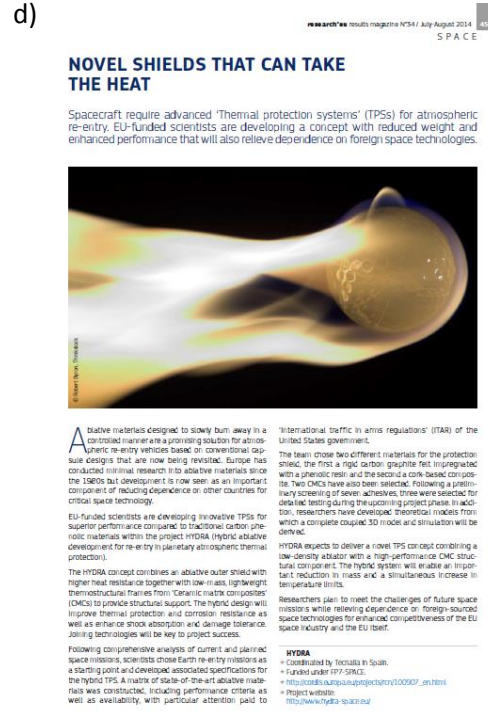 d)
research*eu results magazine N°34 / July-August 2014
45
SPACE
NOVEL SHIELDS THAT CAN TAKE
THE HEAT
Spacecraft require advanced 'Thermal protection systems' (TPSs) for atmospheric
re-entry. EU-funded scientists are developing a concept with reduced weight and
enhanced performance that will also relieve dependence on foreign space technologies.
© Robert Byron, Thinkstock
Ablative materials designed to slowly burn away in a
controlled manner are a promising solution for atmos-
pheric re-entry vehicles based on conventional cap-
sule designs that are now being revisited. Europe has
conducted minimal research into ablative materials since
the 1980s but development is now seen as an important
component of reducing dependence on other countries for
critical space technology.
EU-funded scientists are developing innovative TPSs for
superior performance compared to traditional carbon phe-
nolic materials within the project HYDRA (Hybrid ablative
development for re-entry in planetary atmospheric thermal
protection).
The HYDRA concept combines an ablative outer shield with
higher heat resistance together with low-mass, lightweight
thermostructural frames from 'Ceramic matrix composites'
(CMCs) to provide structural support. The hybrid design will
improve thermal protection and corrosion resistance as
well as enhance shock absorption and damage tolerance.
Joining technologies will be key to project success.
Following comprehensive analysis of current and planned
space missions, scientists chose Earth re-entry missions as
a starting point and developed associated specifications for
the hybrid TPS. A matrix of state-of-the-art ablative mate-
rials was constructed, including performance criteria as
well as availability, with particular attention paid to
'International traffic in arms regulations' (ITAR) of the
United States government.
The team chose two different materials for the protection
shield, the first a rigid carbon graphite felt impregnated
with a phenolic resin and the second a cork-based compos-
ite. Two CMCs have also been selected. Following a prelim-
inary screening of seven adhesives, three were selected for
detailed testing during the upcoming project phase. In addi-
tion, researchers have developed theoretical models from
which a complete coupled 3D model and simulation will be
derived.
HYDRA expects to deliver a novel TPS concept combining a
low-density ablator with a high-performance CMC struc-
tural component. The hybrid system will enable an impor-
tant reduction in mass and a simultaneous increase in
temperature limits.
Researchers plan to meet the challenges of future space
missions while relieving dependence on foreign-sourced
space technologies for enhanced competitiveness of the EU
space industry and the EU itself.
HYDRA
Coordinated by Tecnalia in Spain.
Funded under FP7-SPACE.
http://cordis.europa.eu/projects/rcn/100907_en.html
Project website:
http://www.hydra-space.eu/